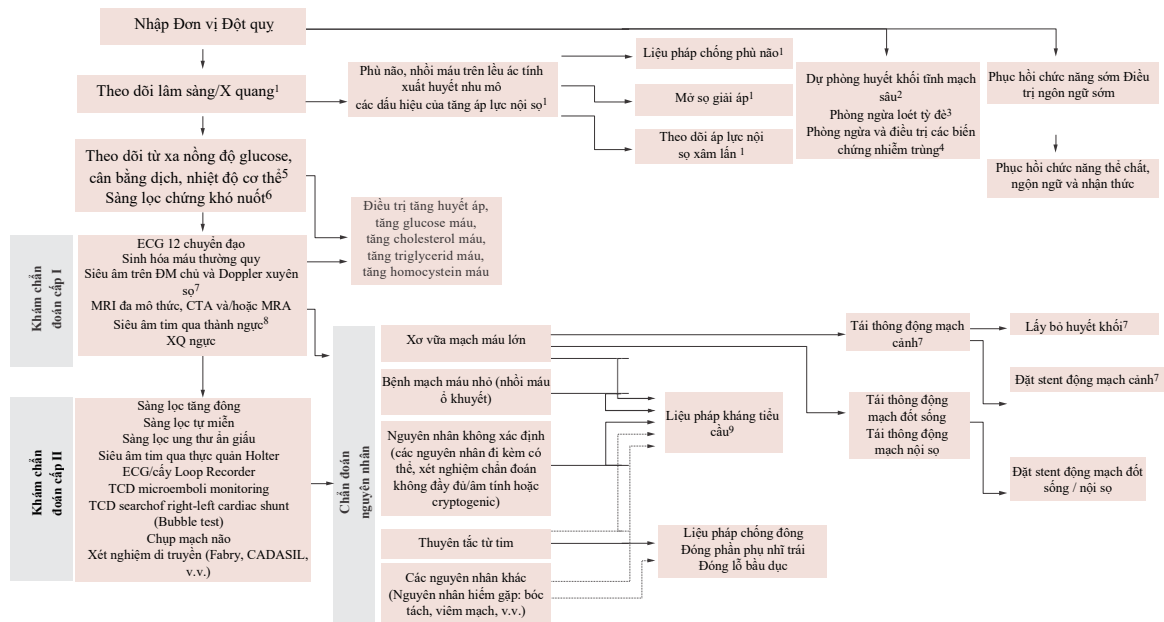 Nhập Đơn vị Đột quỵ
Theo dõi lâm sàng/X quang1
Phù não, nhồi máu trên lều ác tính
xuất huyết nhu mô
các dấu hiệu của tăng áp lực nội sọ1
Liệu pháp chống phù não1
Mở sọ giải áp1
Theo dõi áp lực nội
sọ xâm lấn 1
Dự phòng huyết khối tĩnh mạch
sâu2
Phòng ngừa loét tỳ đè3
Phòng ngừa và điều trị các biến
chứng nhiễm trùng4
Phục hồi chức năng sớm Điều
trị ngôn ngữ sớm
Phục hồi chức năng thể chất,
ngôn ngữ và nhận thức
Theo dõi từ xa nồng độ glucose,
cân bằng dịch, nhiệt độ cơ thể5
Sàng lọc chứng khó nuốt6
Điều trị tăng huyết áp,
tăng glucose máu,
tăng cholesterol máu,
tăng triglycerid máu,
tăng homocystein máu
Khám chẩn
đoán cấp I
ECG 12 chuyển đạo
Sinh hóa máu thường quy
Siêu âm trên ĐM chủ và Doppler xuyên
sọ7
MRI đa mô thức, CTA và/hoặc MRA
Siêu âm tim qua thành ngực8
XQ ngực
Khám chẩn
đoán cấp II
Sàng lọc tăng đông
Sàng lọc tự miễn
Sàng lọc ung thư ẩn giấu
Siêu âm tim qua thực quản Holter
ECG/cấy Loop Recorder
TCD microemboli monitoring
TCD searchof right-left cardiac shunt
(Bubble test)
Chụp mạch não
Xét nghiệm di truyền (Fabry, CADASIL,
v.v.)
Chẩn đoán
nguyên nhân
Xơ vữa mạch máu lớn
Bệnh mạch máu nhỏ (nhồi máu
ổ khuyết)
Nguyên nhân không xác định
(các nguyên nhân đi kèm có
thể, xét nghiệm chẩn đoán
không đầy đủ/âm tính hoặc
cryptogenic)
Thuyên tắc từ tim
Các nguyên nhân khác
(Nguyên nhân hiếm gặp: bóc
tách, viêm mạch, v.v.)
Liệu pháp kháng tiểu
cầu9
Liệu pháp chống đông
Đóng phần phụ nhĩ trái
Đóng lỗ bầu dục
Tái thông động mạch
cảnh7
Tái thông động
mạch đốt sống
Tái thông động
mạch nội sọ
Lấy bỏ huyết khối7
Đặt stent động mạch cảnh7
Đặt stent động mạch đốt
sống / nội sọ